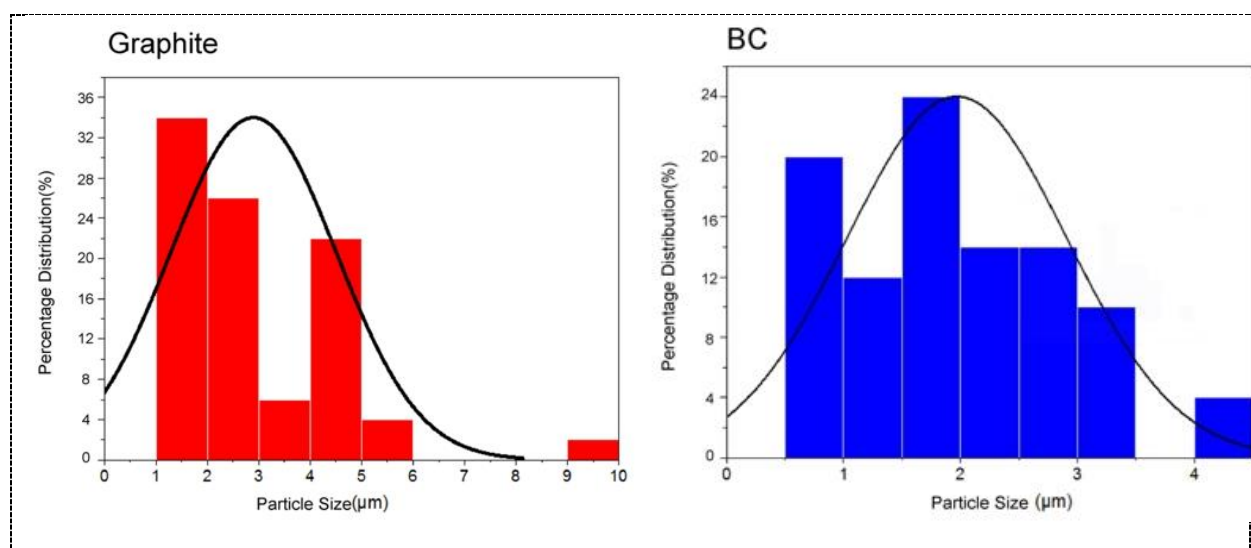 Graphite
36
32
28
24
20
16
12
8
4
0
Percentage Distribution(%)
0 1 2 3 4 5 6 7 8 9 10
Particle Size(μm)
BC
24
20
16
12
8
4
0
Percentage Distribution(%)
0 1 2 3 4
Particle Size (μm)